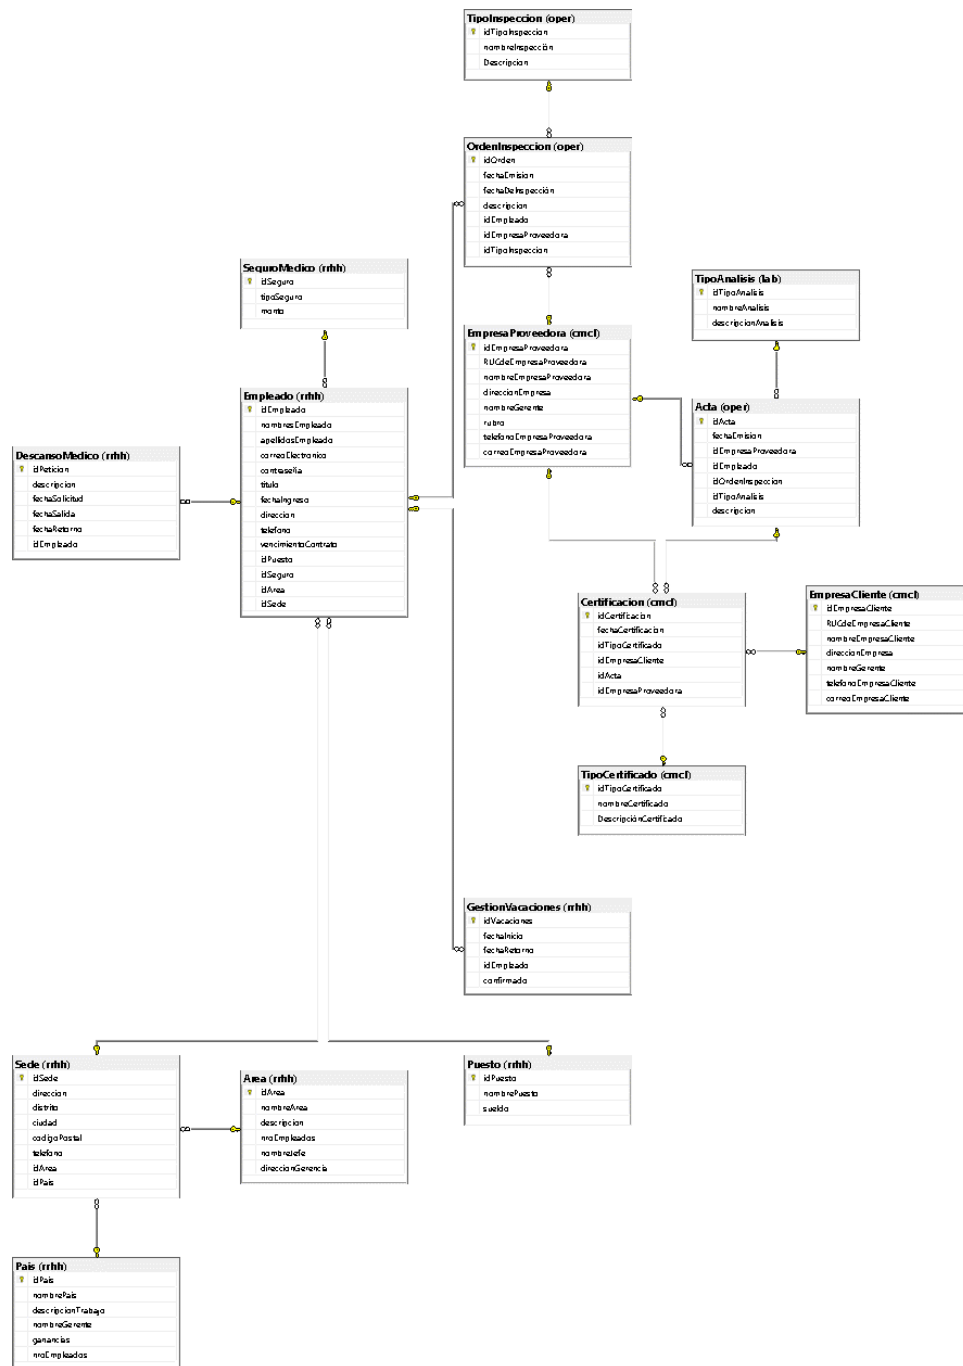 TipoInspeccion (oper)
idTipoInspeccion
nombreInspección
Descripcion
OrdenInspeccion (oper)
idOrden
fechaEmision
fechaDeInspección
descripcion
idEmpleado
idEmpresaProveedora
idTipoInspeccion
SeguroMedico (rrhh)
idSeguro
tipoSeguro
monto
TipoAnalisis (lab)
idTipoAnalisis
nombreAnalisis
descripcionAnalisis
EmpresaProveedora (cmcl)
idEmpresaProveedora
RUCdeEmpresaProveedora
nombreEmpresaProveedora
direccionEmpresa
nombreGerente
rubro
telefonoEmpresaProveedora
correoEmpresaProveedora
Empleado (rrhh)
idEmpleado
nombresEmpleado
apellidosEmpleado
correoElectronico
contraseña
titulo
fechaIngreso
direccion
telefono
vencimientoContrato
idPuesto
idSeguro
idArea
idSede
Acta (oper)
idActa
fechaEmision
idEmpresaProveedora
idEmpleado
idOrdenInspeccion
idTipoAnalisis
descripcion
DescansoMedico (rrhh)
idPeticion
descripcion
fechaSolicitud
fechaSalida
fechaRetorno
idEmpleado
Certificacion (cmcl)
idCertificacion
fechaCertificacion
idTipoCertificado
idEmpresaCliente
idActa
idEmpresaProveedora
EmpresaCliente (cmcl)
idEmpresaCliente
RUCdeEmpresaCliente
nombreEmpresaCliente
direccionEmpresa
nombreGerente
telefonoEmpresaCliente
correoEmpresaCliente
TipoCertificado (cmcl)
idTipoCertificado
nombreCertificado
DescripciónCertificado
GestionVacaciones (rrhh)
idVacaciones
fechaInicio
fechaRetorno
idEmpleado
confirmado
Sede (rrhh)
idSede
direccion
distrito
ciudad
codigoPostal
telefono
idArea
idPais
Area (rrhh)
idArea
nombreArea
descripcion
nroEmpleados
nombreJefe
direccionGerencia
Puesto (rrhh)
idPuesto
nombrePuesto
sueldo
Pais (rrhh)
idPais
nombrePais
descripcionTrabajo
nombreGerente
ganancias
nroEmpleados